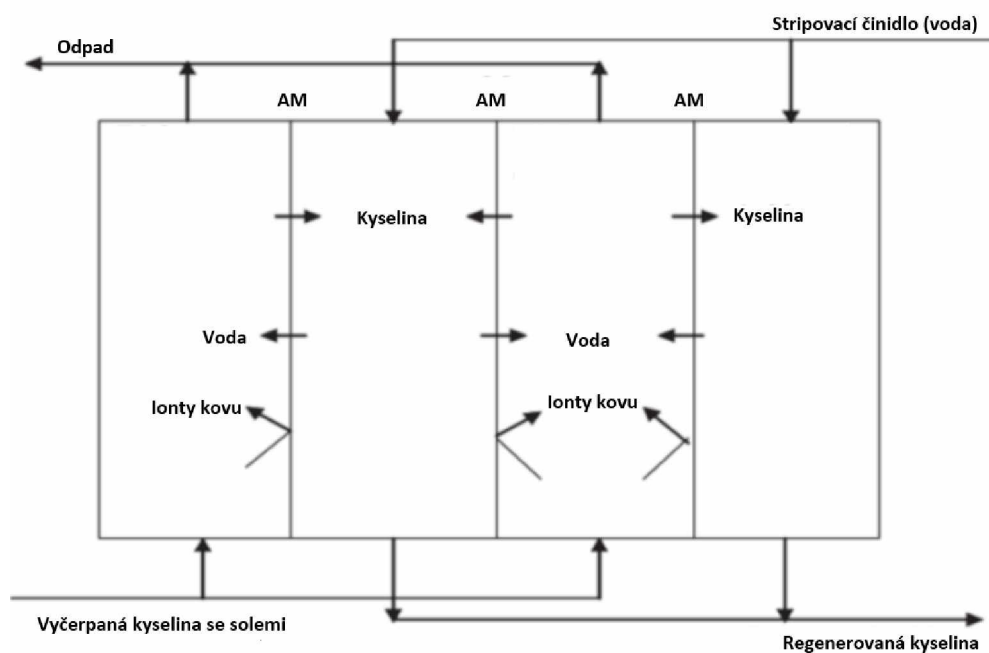 Stripovací činidlo (voda)
Odpad
AM
AM
AM
Kyselina
Kyselina
Voda
Voda
Ionty kovu
Ionty kovu
Vyčerpaná kyselina se solemi
Regenerovaná kyselina